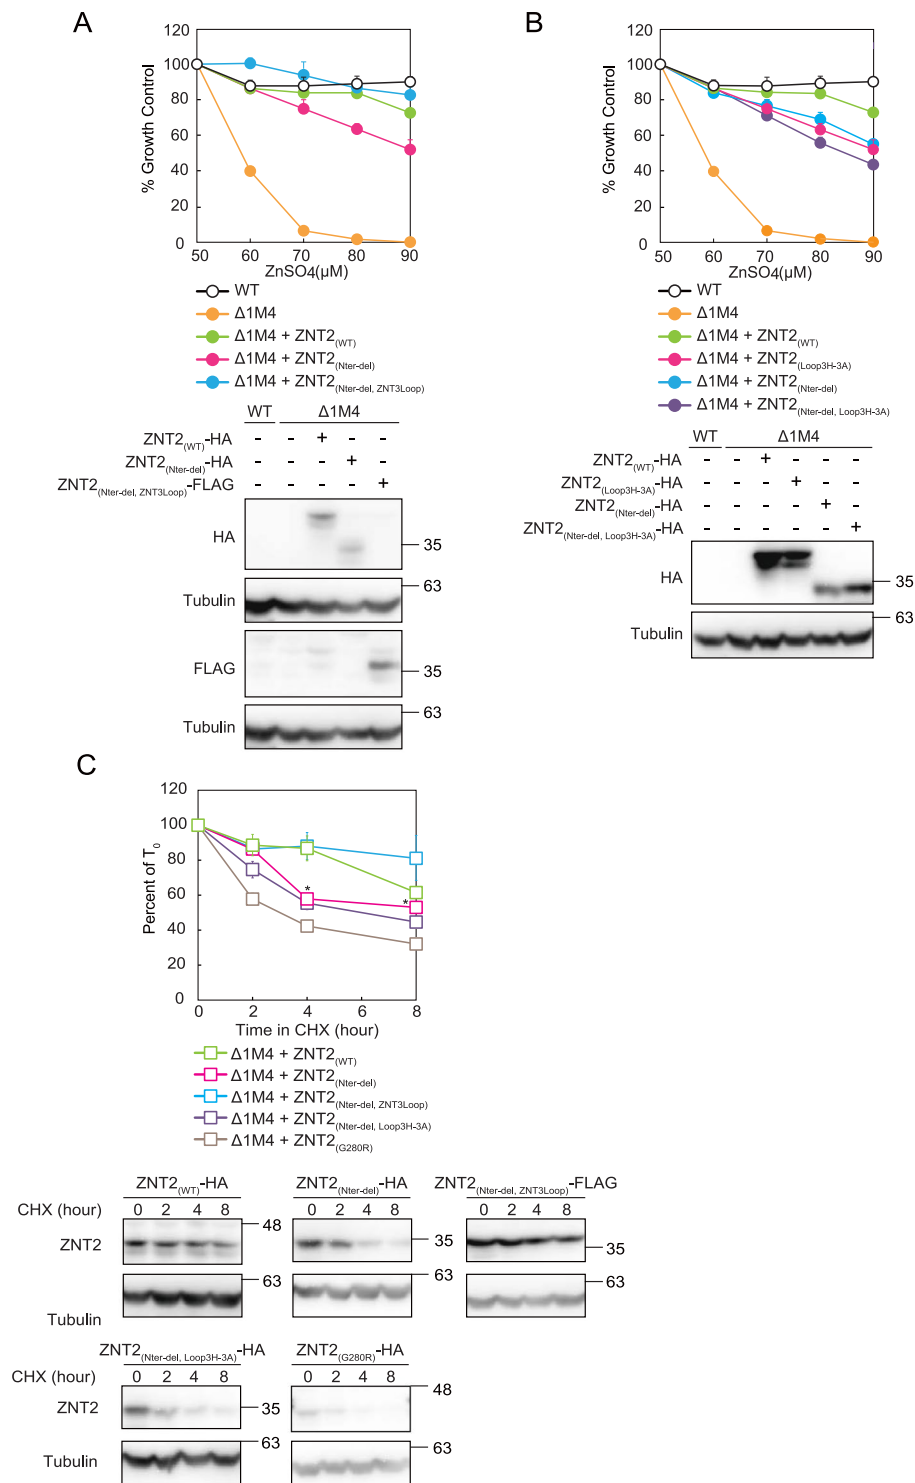 A
120
100
80
60
40
20
0
% Growth Control
50 60 70 80 90
ZnSO4(µM)
WT
Δ1M4
Δ1M4 + ZNT2(WT)
Δ1M4 + ZNT2(Nter-del)
Δ1M4 + ZNT2(Nter-del, ZNT3Loop)
WT Δ1M4
ZNT2(WT)-HA - - + - -
ZNT2(Nter-del)-HA - - - + -
ZNT2(Nter-del, ZNT3Loop)-FLAG - - - - +
HA 35
Tubulin 63
FLAG 35
Tubulin 63
B
120
100
80
60
40
20
0
% Growth Control
50 60 70 80 90
ZnSO4(µM)
WT
Δ1M4
Δ1M4 + ZNT2(WT)
Δ1M4 + ZNT2(Loop3H-3A)
Δ1M4 + ZNT2(Nter-del)
Δ1M4 + ZNT2(Nter-del, Loop3H-3A)
WT Δ1M4
ZNT2(WT)-HA - - + - - -
ZNT2(Loop3H-3A)-HA - - - + - -
ZNT2(Nter-del)-HA - - - - + -
ZNT2(Nter-del, Loop3H-3A)-HA - - - - - +
HA 35
Tubulin 63
C
120
100
80
60
40
20
0
Percent of T0
* *
0 2 4 6 8
Time in CHX (hour)
Δ1M4 + ZNT2(WT)
Δ1M4 + ZNT2(Nter-del)
Δ1M4 + ZNT2(Nter-del, ZNT3Loop)
Δ1M4 + ZNT2(Nter-del, Loop3H-3A)
Δ1M4 + ZNT2(G280R)
ZNT2(WT)-HA ZNT2(Nter-del)-HA ZNT2(Nter-del, ZNT3Loop)-FLAG
CHX (hour) 0 2 4 8 0 2 4 8 0 2 4 8
ZNT2 48 35 35
Tubulin 63 63 63
ZNT2(Nter-del, Loop3H-3A)-HA ZNT2(G280R)-HA
CHX (hour) 0 2 4 8 0 2 4 8
ZNT2 35 48
Tubulin 63 63